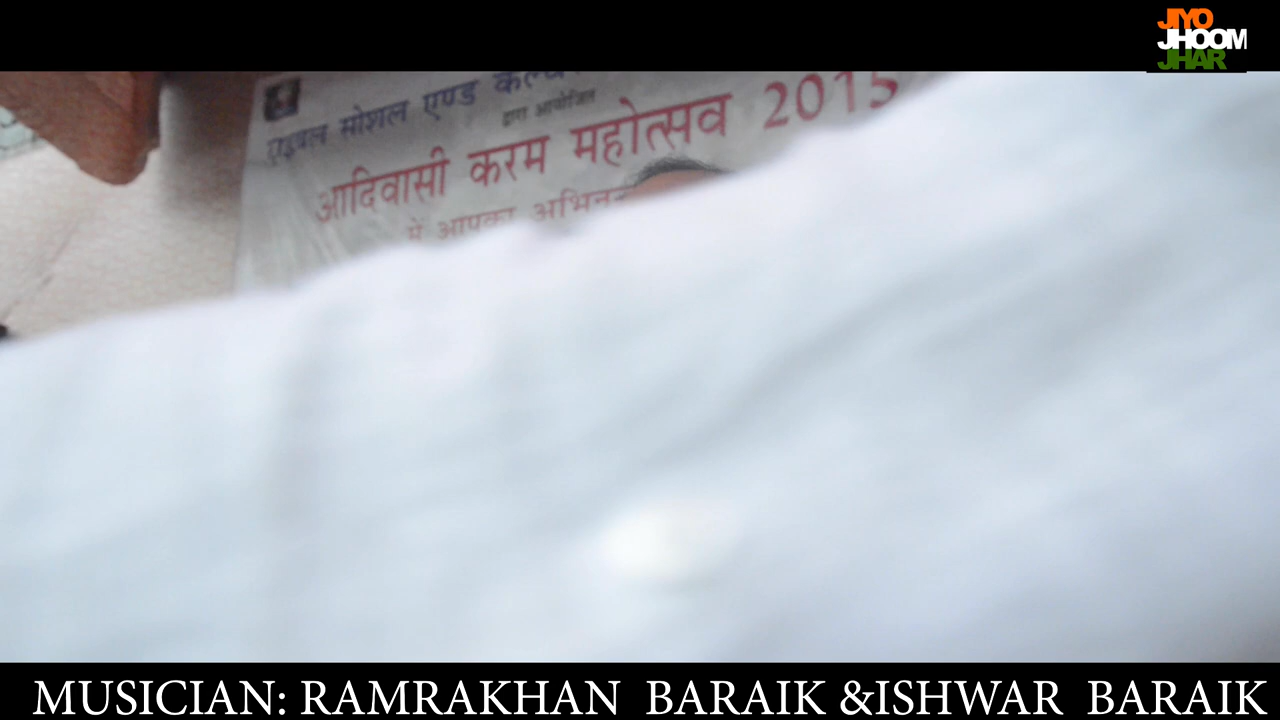 JIYO
JHOOM
JHAR
सोशल एण्ड
द्वारा आयोजित
आदिवासी करम महोत्सव 2015
में आपका
MUSICIAN: RAMRAKHAN BARAIK &ISHWAR BARAIK